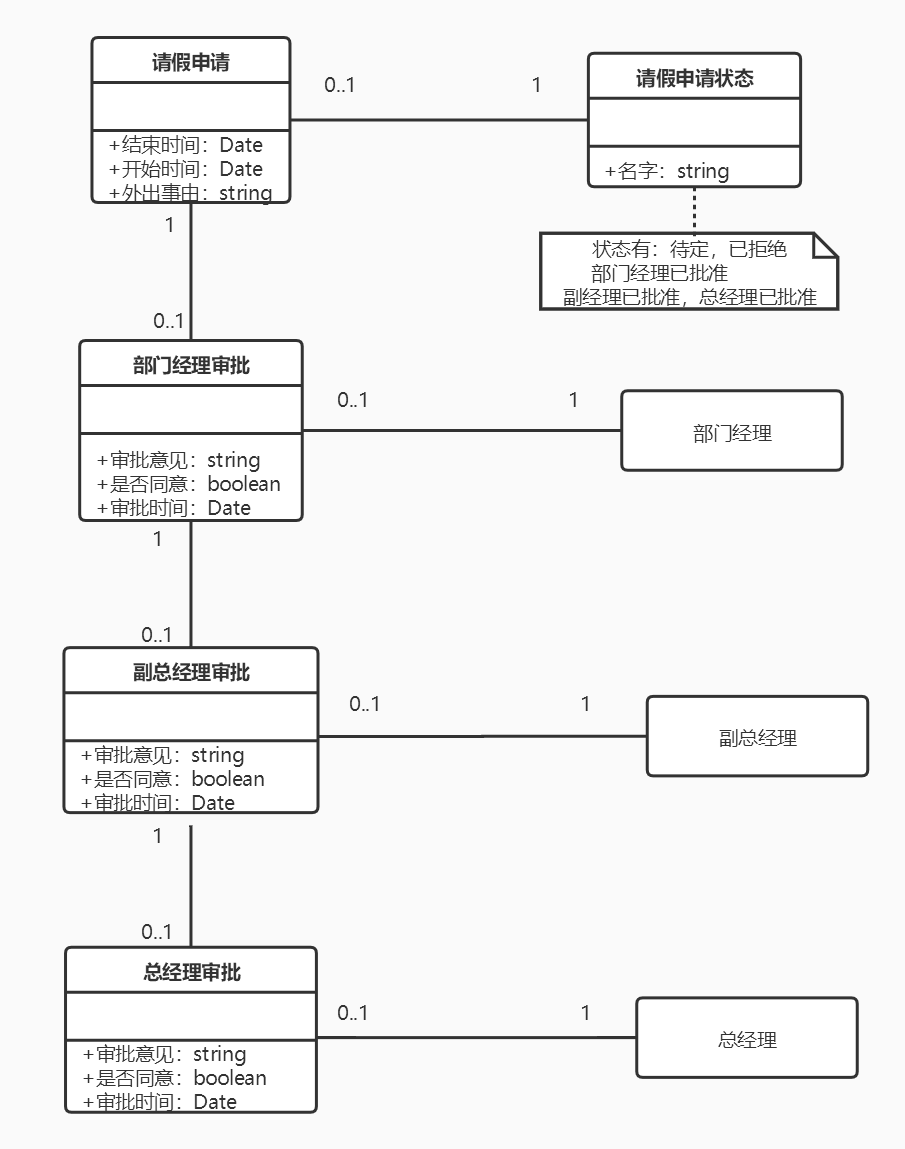 请假申请
+结束时间：Date
+开始时间：Date
+外出事由：string
0..1
1
请假申请状态
+名字：string
状态有：待定，已拒绝
部门经理已批准
副经理已批准，总经理已批准
1
0..1
部门经理审批
+审批意见：string
+是否同意：boolean
+审批时间：Date
0..1
1
部门经理
1
0..1
副总经理审批
+审批意见：string
+是否同意：boolean
+审批时间：Date
0..1
1
副总经理
1
0..1
总经理审批
+审批意见：string
+是否同意：boolean
+审批时间：Date
0..1
1
总经理